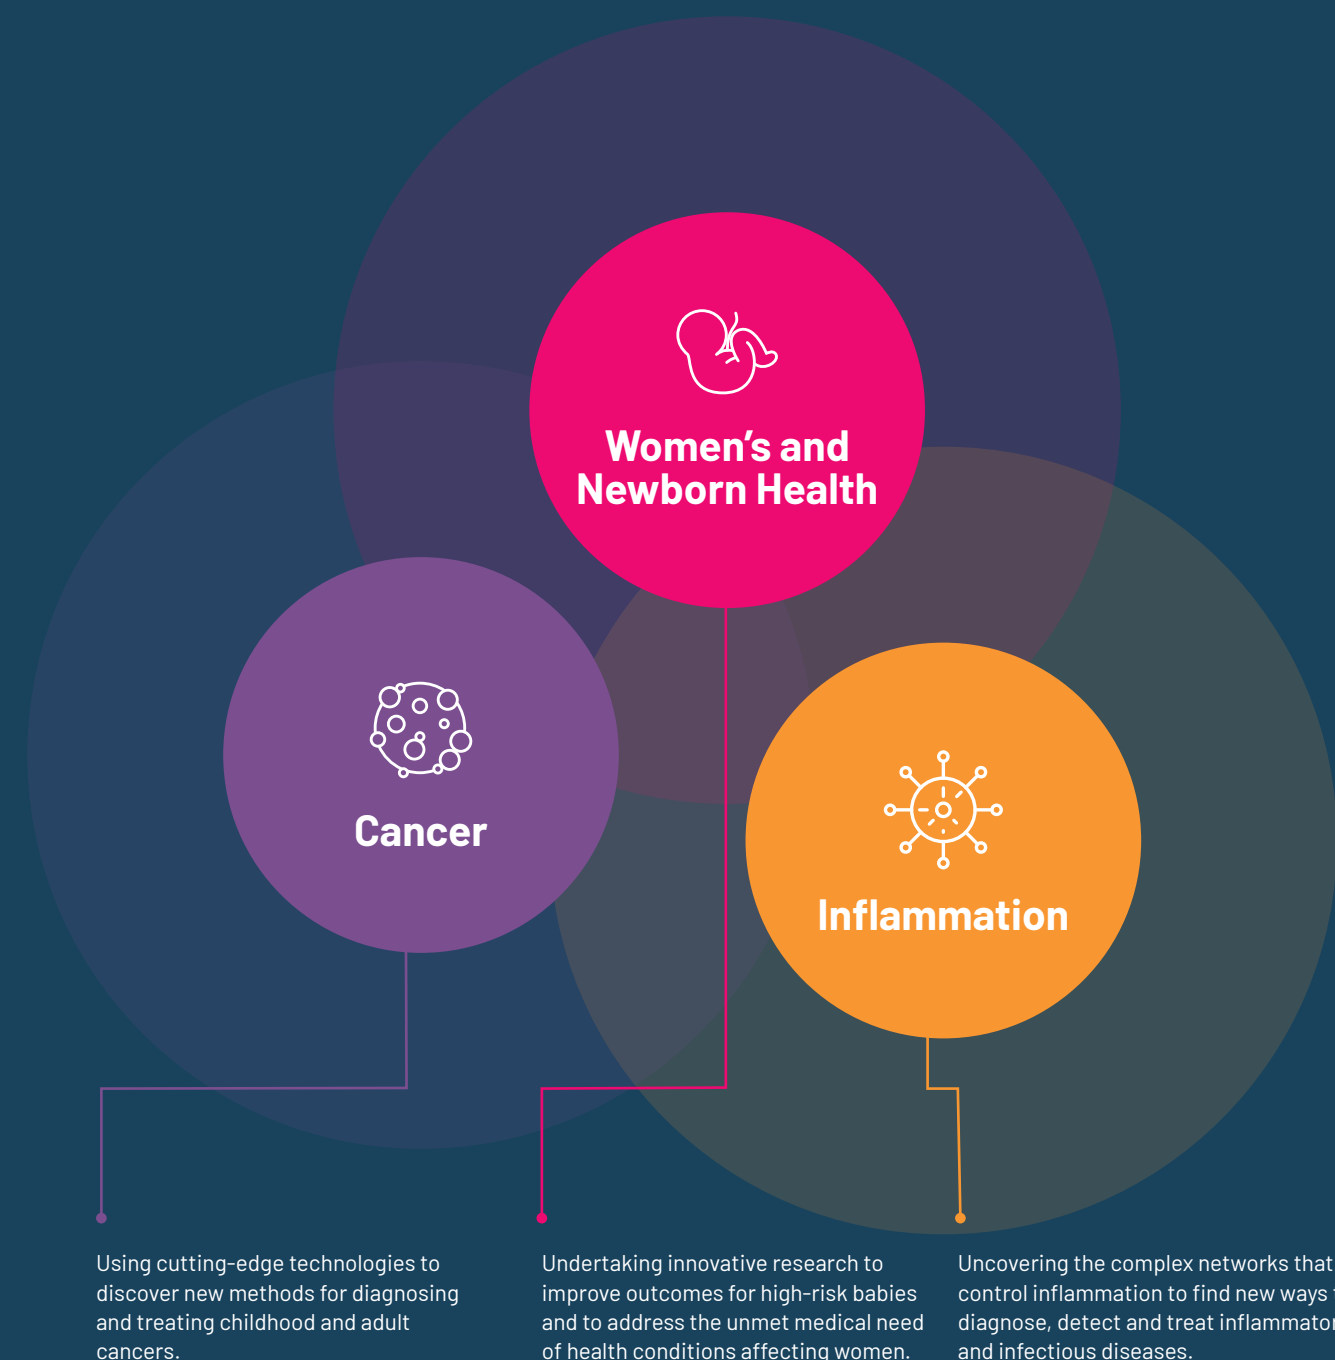 Women's and
Newborn Health
Cancer
Inflammation
Using cutting-edge technologies to
discover new methods for diagnosing
and treating childhood and adult
cancers.
Undertaking innovative research to
improve outcomes for high-risk babies
and to address the unmet medical need
of health conditions affecting women.
Uncovering the complex networks that
control inflammation to find new ways
diagnose, detect and treat
and infectious diseases.